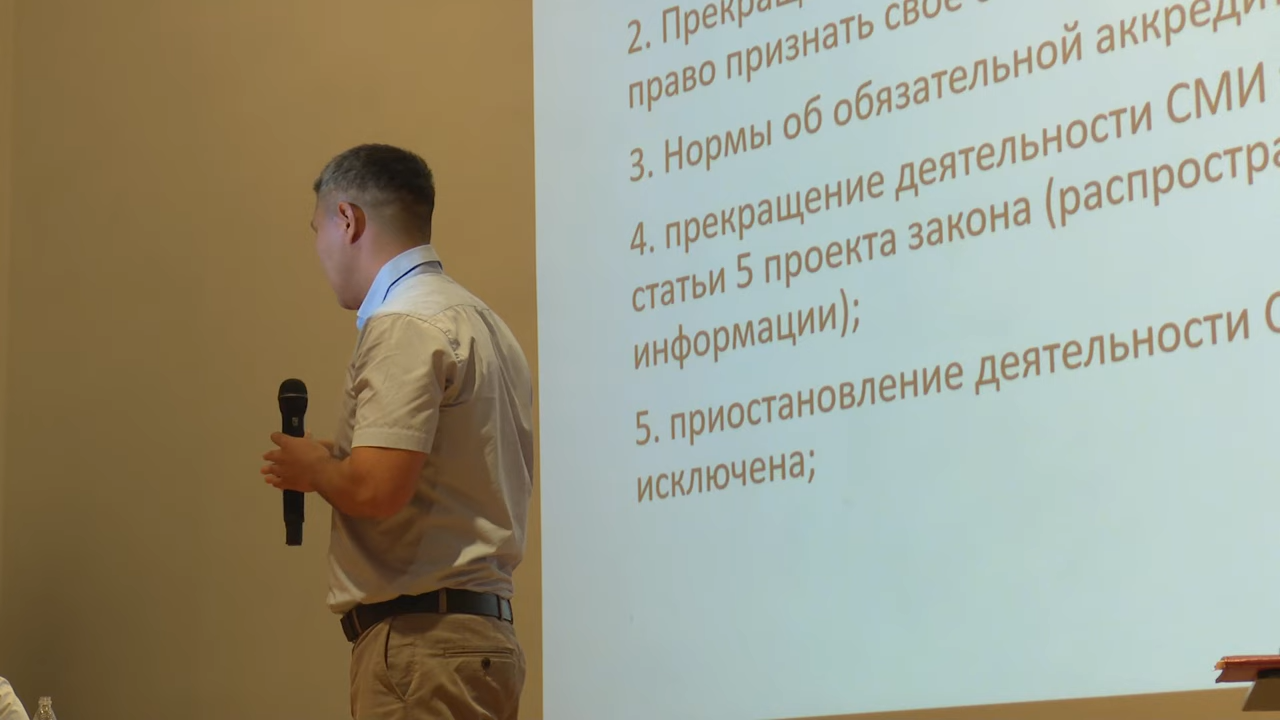 2. Прекращ
право признать свое
3. Нормы об обязательной аккреди
4. прекращение деятельности СМИ
статьи 5 проекта закона (распростра
информации);
5. приостановление деятельности С
исключена;